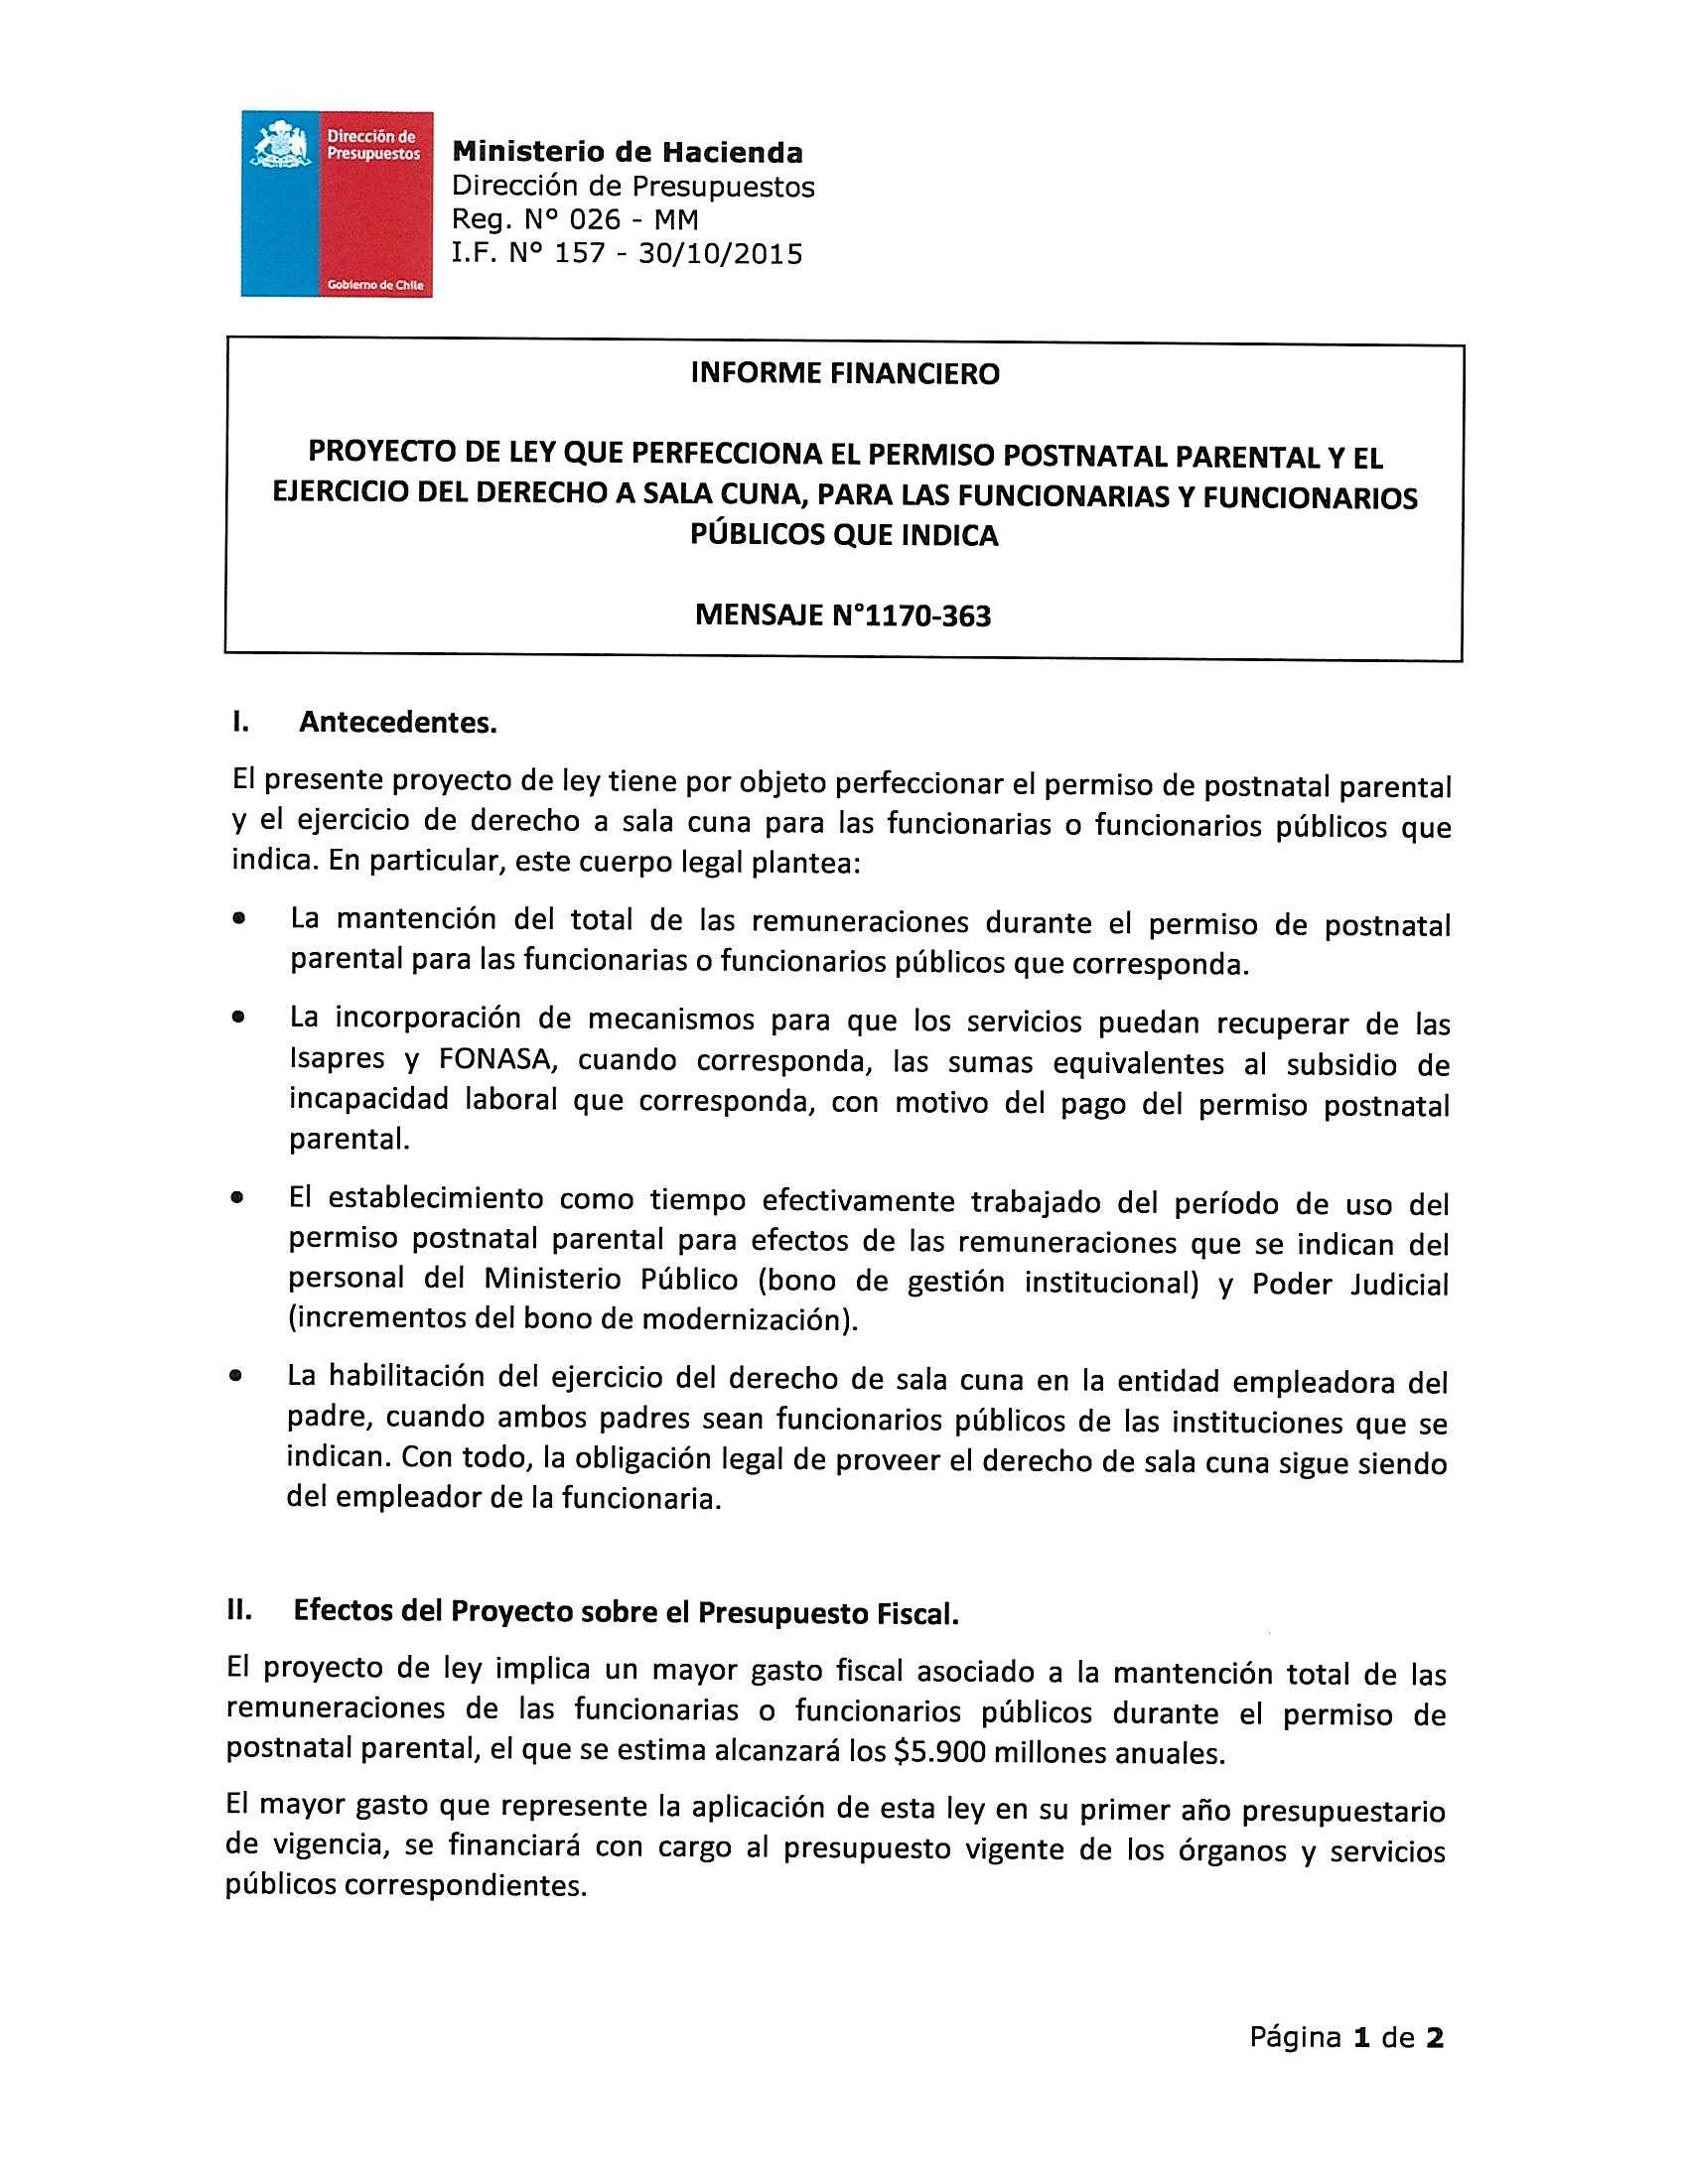 Dirección de
Presupuestos
Gobierno de Chile
Ministerio de Hacienda
Dirección de Presupuestos
Reg. Nº 026 - MM
I.F. Nº 157 - 30/10/2015
INFORME FINANCIERO
PROYECTO DE LEY QUE PERFECCIONA EL PERMISO POSTNATAL PARENTAL Y EL
EJERCICIO DEL DERECHO A SALA CUNA, PARA LAS FUNCIONARIAS Y FUNCIONARIOS
PÚBLICOS QUE INDICA
MENSAJE N°1170-363
I. Antecedentes.
El presente proyecto de ley tiene por objeto perfeccionar el permiso de postnatal parental
y el ejercicio de derecho a sala cuna para las funcionarias o funcionarios públicos que
indica. En particular, este cuerpo legal plantea:
• La mantención del total de las remuneraciones durante el permiso de postnatal
parental para las funcionarias o funcionarios públicos que corresponda.
• La incorporación de mecanismos para que los servicios puedan recuperar de las
Isapres y FONASA, cuando corresponda, las sumas equivalentes al subsidio de
incapacidad laboral que corresponda, con motivo del pago del permiso postnatal
parental.
• El establecimiento como tiempo efectivamente trabajado del período de uso del
permiso postnatal parental para efectos de las remuneraciones que se indican del
personal del Ministerio Público (bono de gestión institucional) y Poder Judicial
(incrementos del bono de modernización).
• La habilitación del ejercicio del derecho de sala cuna en la entidad empleadora del
padre, cuando ambos padres sean funcionarios públicos de las instituciones que se
indican. Con todo, la obligación legal de proveer el derecho de sala cuna sigue siendo
del empleador de la funcionaria.
II. Efectos del Proyecto sobre el Presupuesto Fiscal.
El proyecto de ley implica un mayor gasto fiscal asociado a la mantención total de las
remuneraciones de las funcionarias o funcionarios públicos durante el permiso de
postnatal parental, el que se estima alcanzará los $5.900 millones anuales.
El mayor gasto que represente la aplicación de esta ley en su primer año presupuestario
de vigencia, se financiará con cargo al presupuesto vigente de los órganos y servicios
públicos correspondientes.
Página 1 de 2